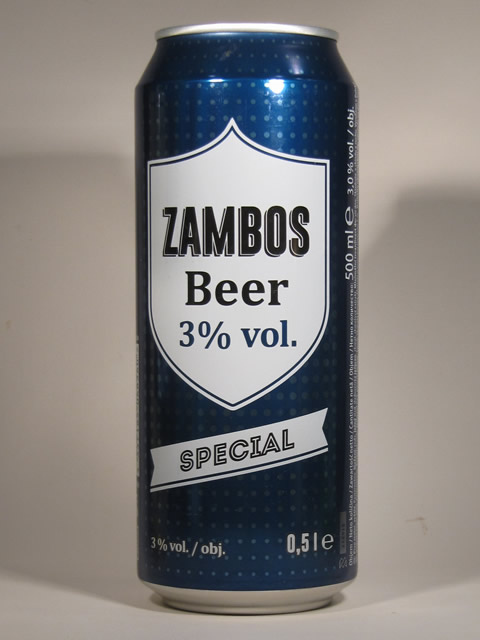 ZAMBOS
Beer
3% vol.
SPECIAL
3% vol. / obj.
0,5 l e
500 ml e 3,0 % vol. / obj.